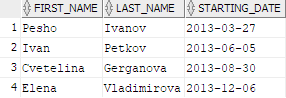 FIRST_NAME LAST_NAME STARTING_DATE
1 Pesho Ivanov 2013-03-27
2 Ivan Petkov 2013-06-05
3 Cvetelina Gerganova 2013-08-30
4 Elena Vladimirova 2013-12-06